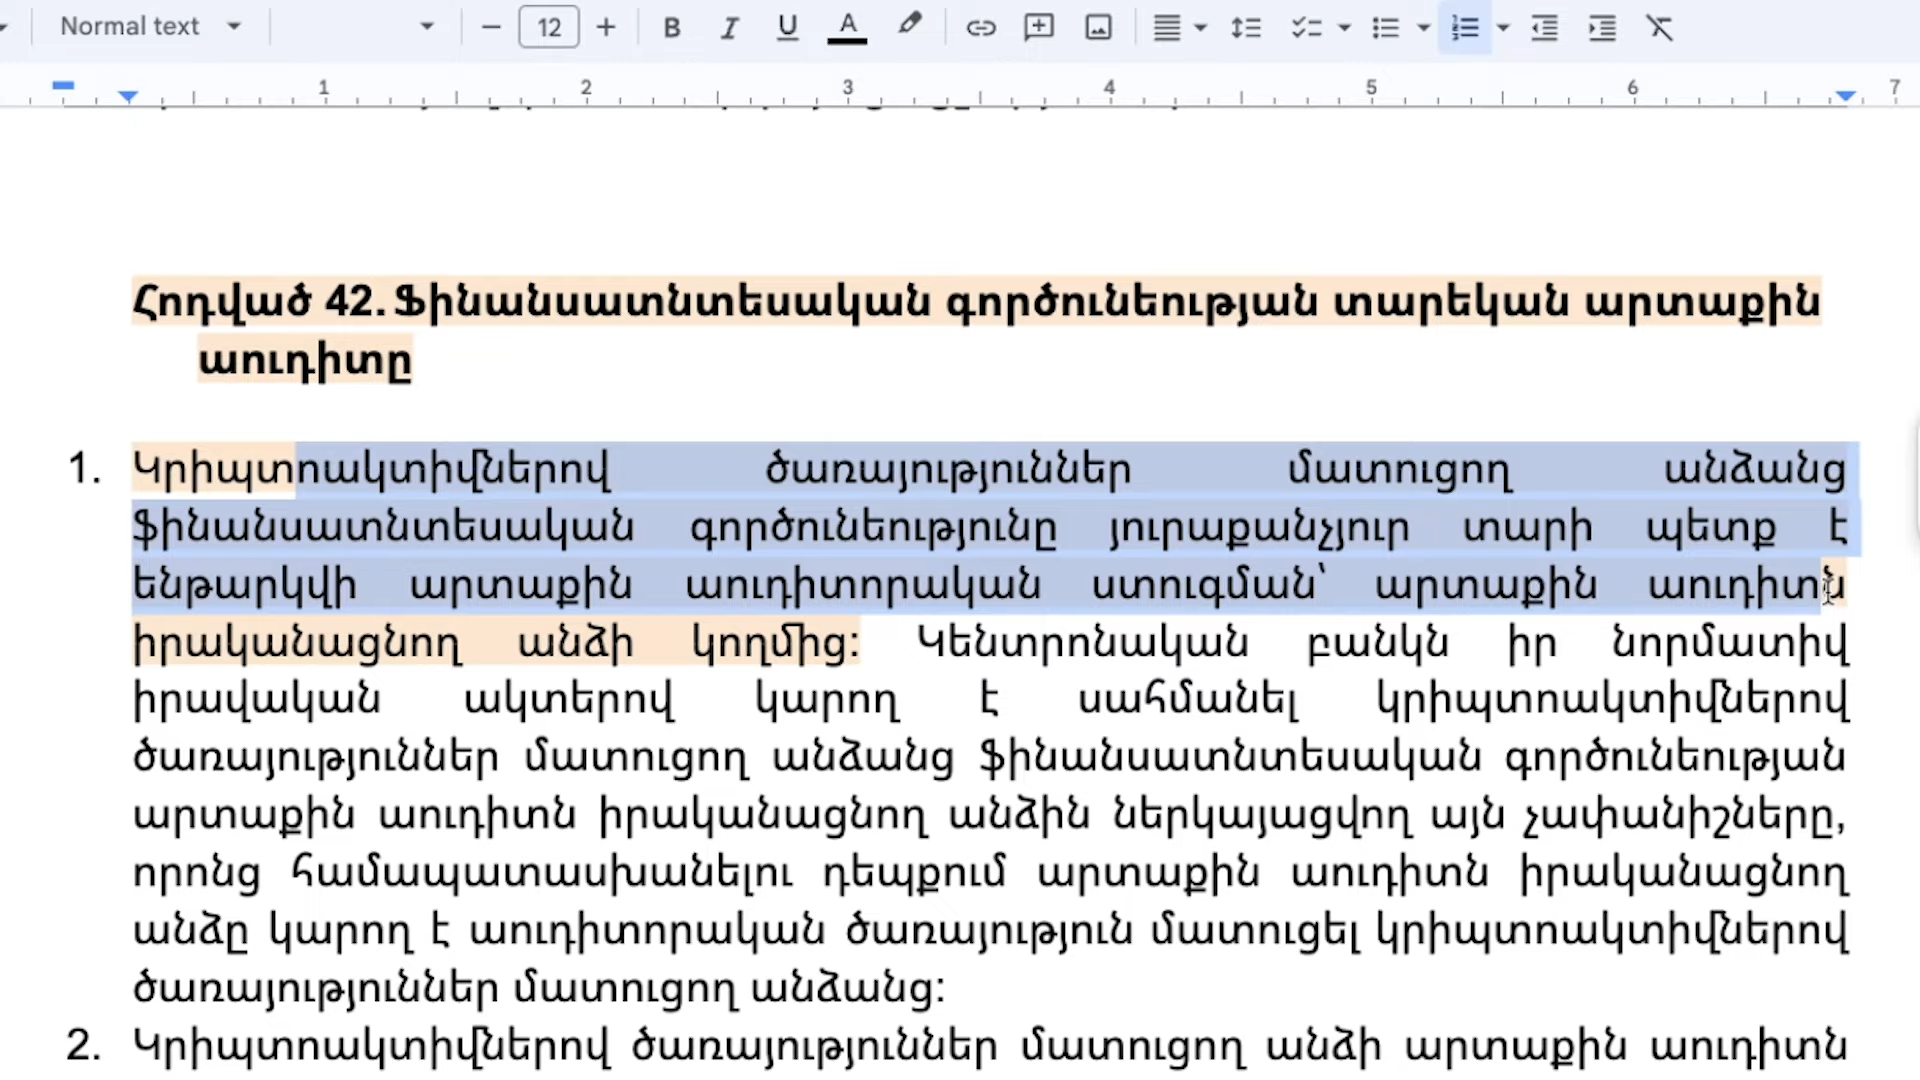 Normal text
12
B I U A
1 2 3 4 5 6 7
Հոդված 42. Ֆինանսատնտեսական գործունեության տարեկան արտաքին
աուդիտը
1. Կրիպտոակտիվներով ծառայություններ մատուցող անձանց
ֆինանսատնտեսական գործունեությունը յուրաքանչյուր տարի պետք է
ենթարկվի արտաքին աուդիտորական ստուգման՝ արտաքին աուդիտն
իրականացնող անձի կողմից: Կենտրոնական բանկն իր նորմատիվ
իրավական ակտերով կարող է սահմանել կրիպտոակտիվներով
ծառայություններ մատուցող անձանց ֆինանսատնտեսական գործունեության
արտաքին աուդիտն իրականացնող անձին ներկայացվող այն չափանիշները,
որոնց համապատասխանելու դեպքում արտաքին աուդիտն իրականացնող
անձը կարող է աուդիտորական ծառայություն մատուցել կրիպտոակտիվներով
ծառայություններ մատուցող անձանց:
2. Կրիպտոակտիվներով ծառայություններ մատուցող անձի արտաքին աուդիտն